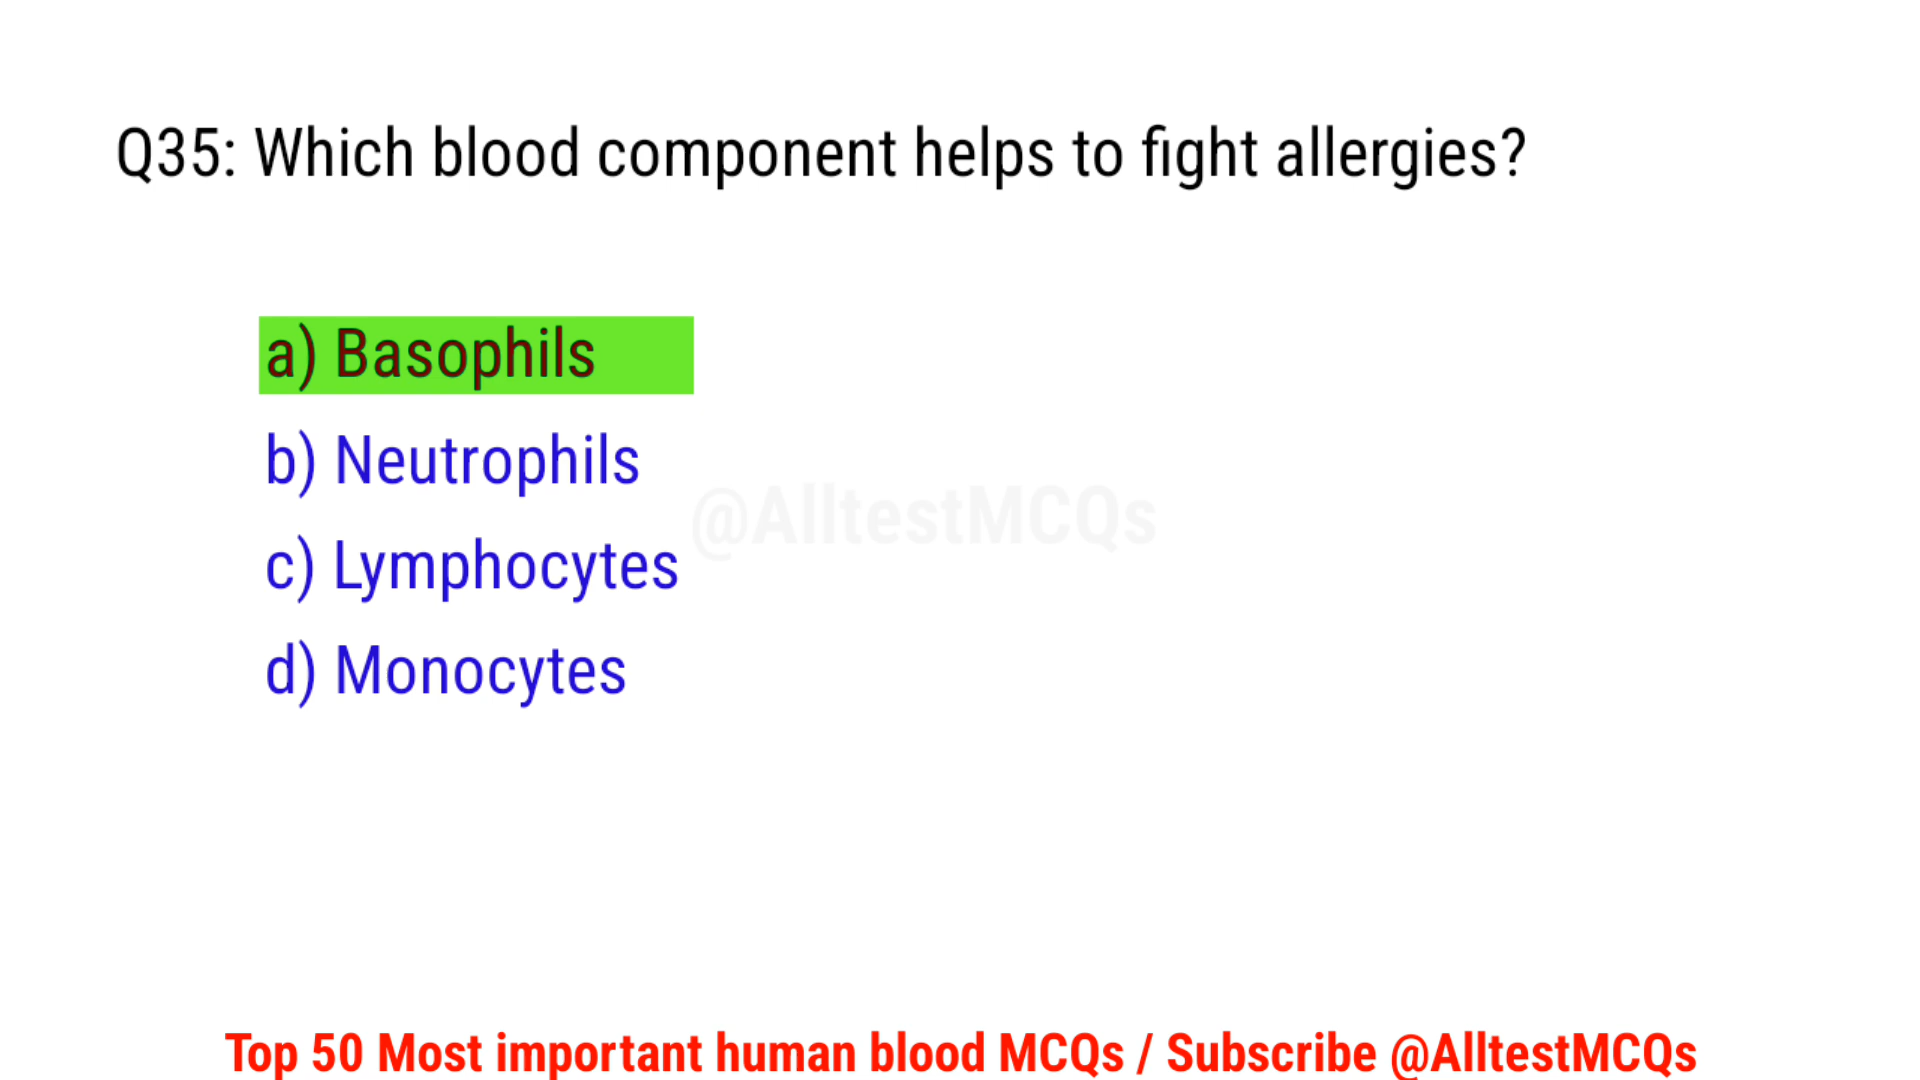 Q35: Which blood component helps to fight allergies?
a) Basophils
b) Neutrophils
@AlltestMCQs
c) Lymphocytes
d) Monocytes
Top 50 Most important human blood MCQs / Subscribe @AlltestMCQs